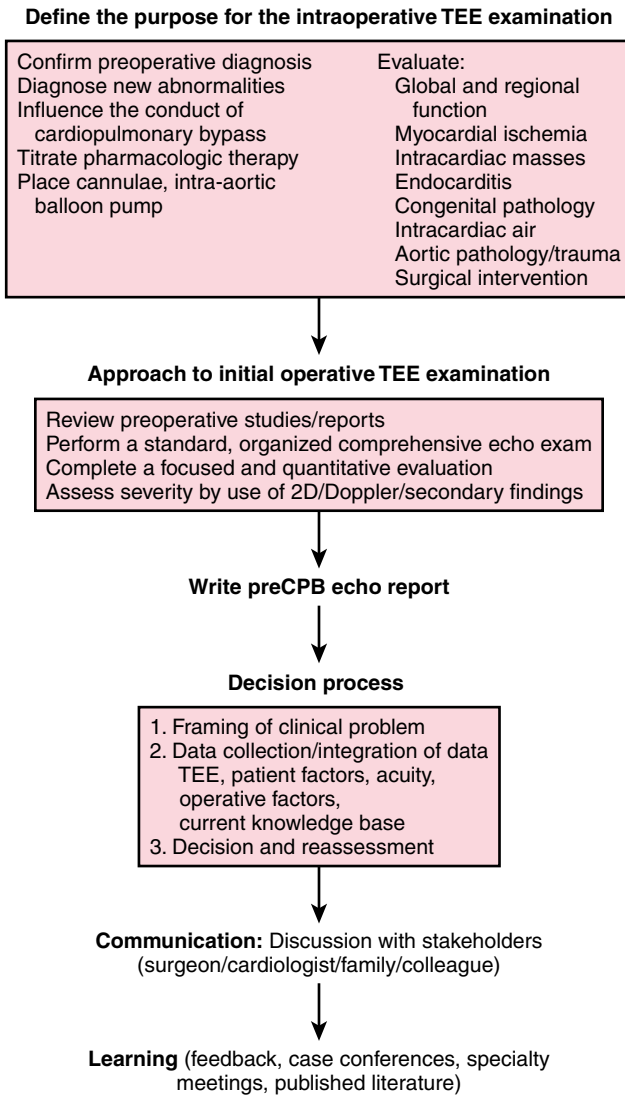 Define the purpose for the intraoperative TEE examination
Confirm preoperative diagnosis
Diagnose new abnormalities
Influence the conduct of
cardiopulmonary bypass
Titrate pharmacologic therapy
Place cannulae, intra-aortic
balloon pump
Evaluate:
Global and regional
function
Myocardial ischemia
Intracardiac masses
Endocarditis
Congenital pathology
Intracardiac air
Aortic pathology/trauma
Surgical intervention
Approach to initial operative TEE examination
Review preoperative studies/reports
Perform a standard, organized comprehensive echo exam
Complete a focused and quantitative evaluation
Assess severity by use of 2D/Doppler/secondary findings
Write preCPB echo report
Decision process
1. Framing of clinical problem
2. Data collection/integration of data
TEE, patient factors, acuity,
operative factors,
current knowledge base
3. Decision and reassessment
Communication: Discussion with stakeholders
(surgeon/cardiologist/family/colleague)
Learning (feedback, case conferences, specialty
meetings, published literature)